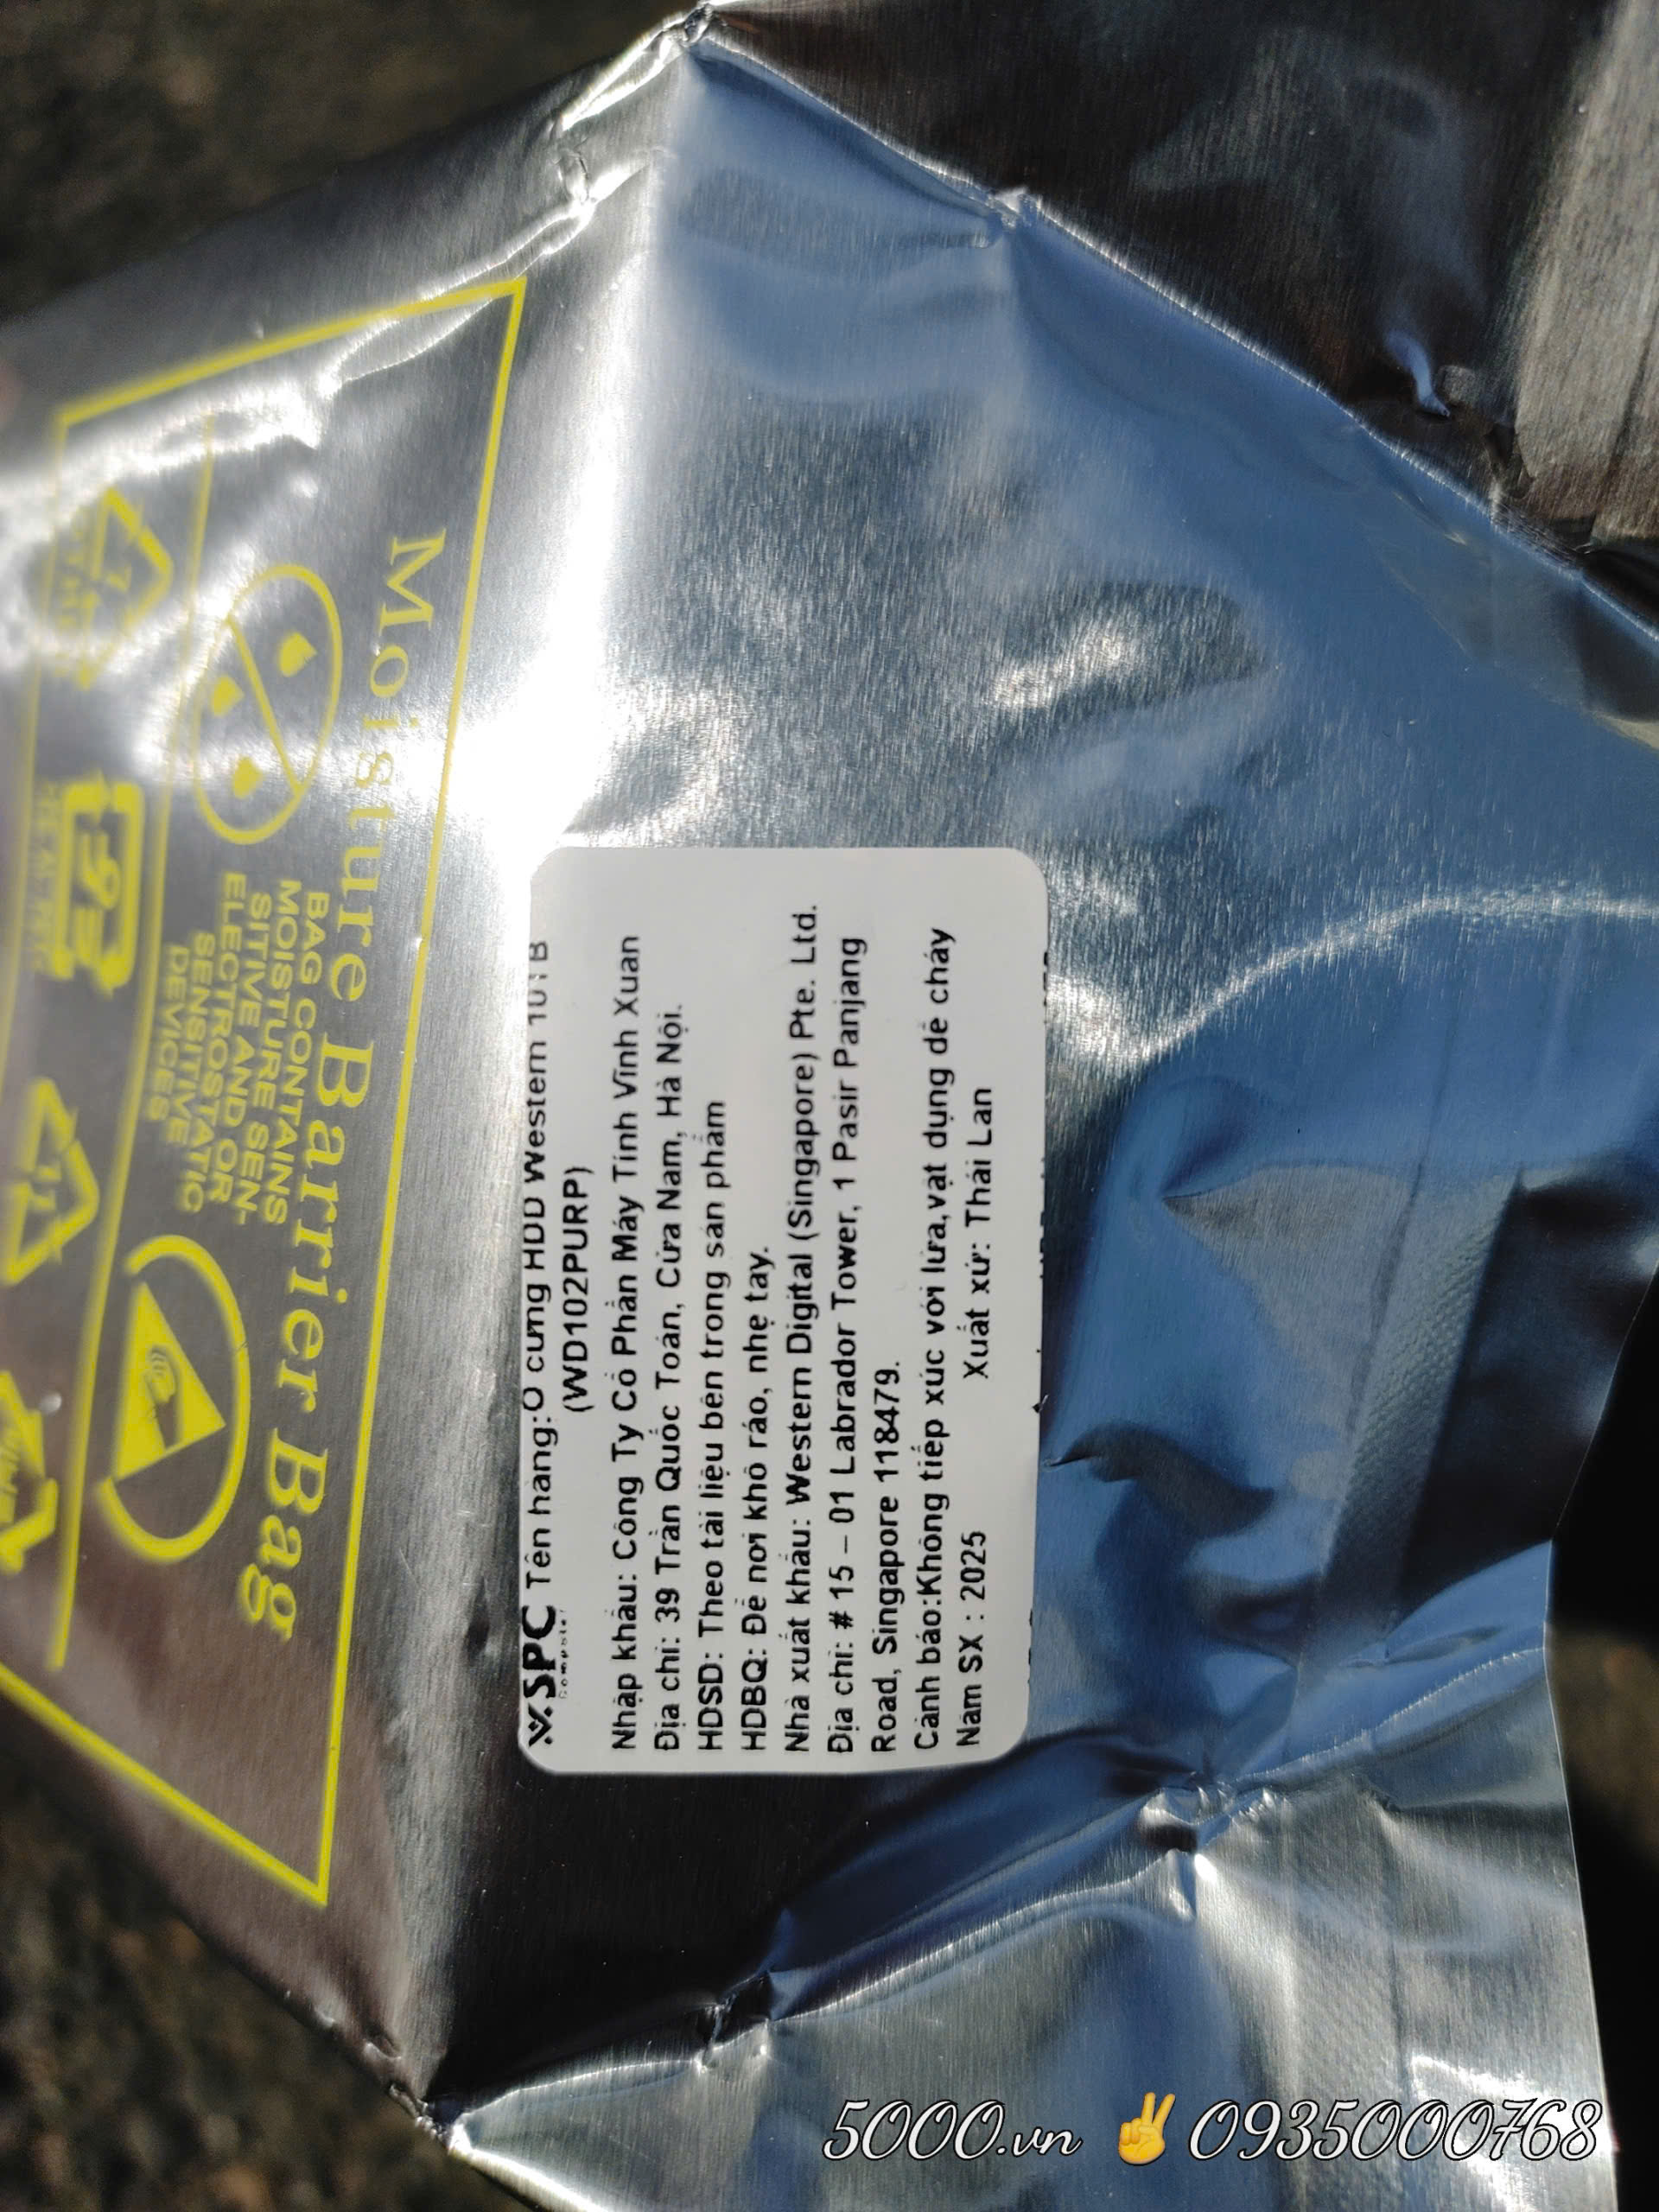 Moisture Barrier Bag
BAG CONTAINS
MOISTURE SEN-
SITIVE AND OR
ELECTROSTATIC
SENSITIVE
DEVICES
SPC Tên hàng:Ổ cứng HDD Western 10TB
Computer
(WD102PURP)
Nhập khẩu: Công Ty Cổ Phần Máy Tính Vĩnh Xuân
Địa chỉ: 39 Trần Quốc Toản, Cửa Nam, Hà Nội.
HDSD: Theo tài liệu bên trong sản phẩm
HDBQ: Để nơi khô ráo, nhẹ tay.
Nhà xuất khẩu: Western Digital (Singapore) Pte. Ltd.
Địa chỉ: # 15 – 01 Labrador Tower, 1 Pasir Panjang
Road, Singapore 118479.
Cảnh báo:Không tiếp xúc với lửa,vật dụng dễ cháy
Năm SX : 2025 Xuất xứ: Thái Lan
5000.vn ✌ 0935000768